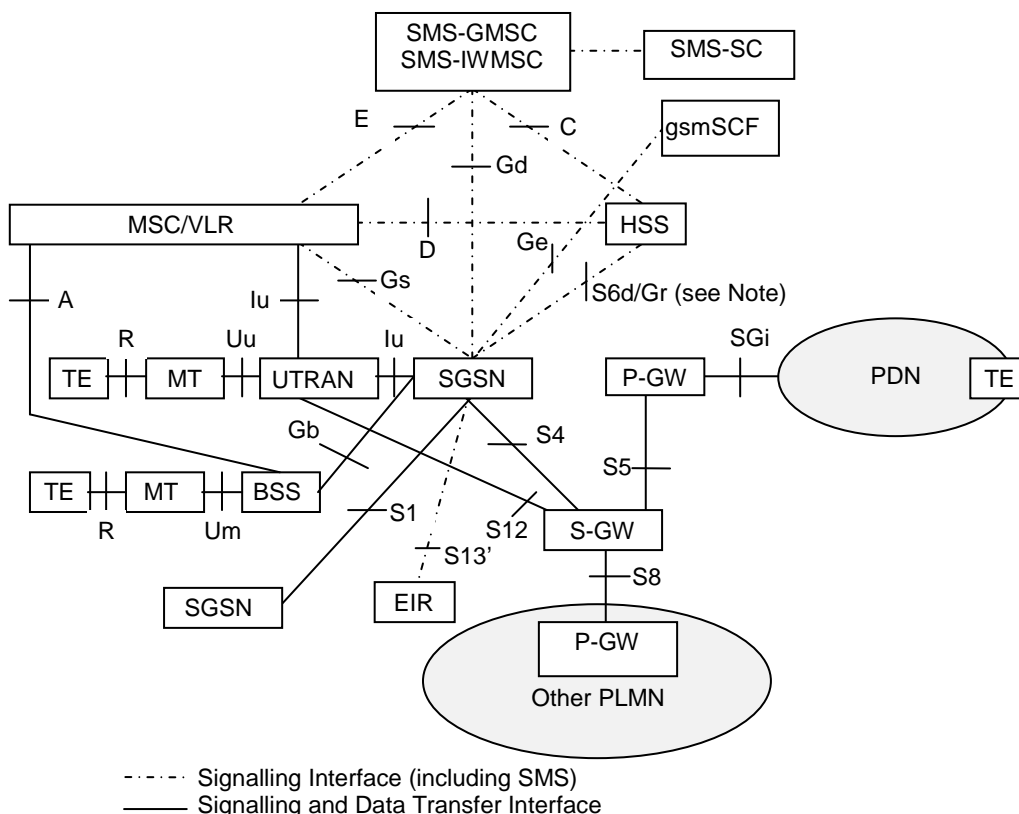 SMS-GMSC
SMS-IWMSC
SMS-SC
E
C
gsmSCF
Gd
MSC/VLR
HSS
D
Ge
Gs
S6d/Gr (see Note)
A
Iu
SGi
R
Uu
Iu
TE
MT
UTRAN
SGSN
P-GW
PDN
TE
Gb
S4
S5
TE
MT
BSS
R
Um
S1
S12
S-GW
S13’
S8
SGSN
EIR
P-GW
Other PLMN
Signalling Interface (including SMS)
Signalling and Data Transfer Interface